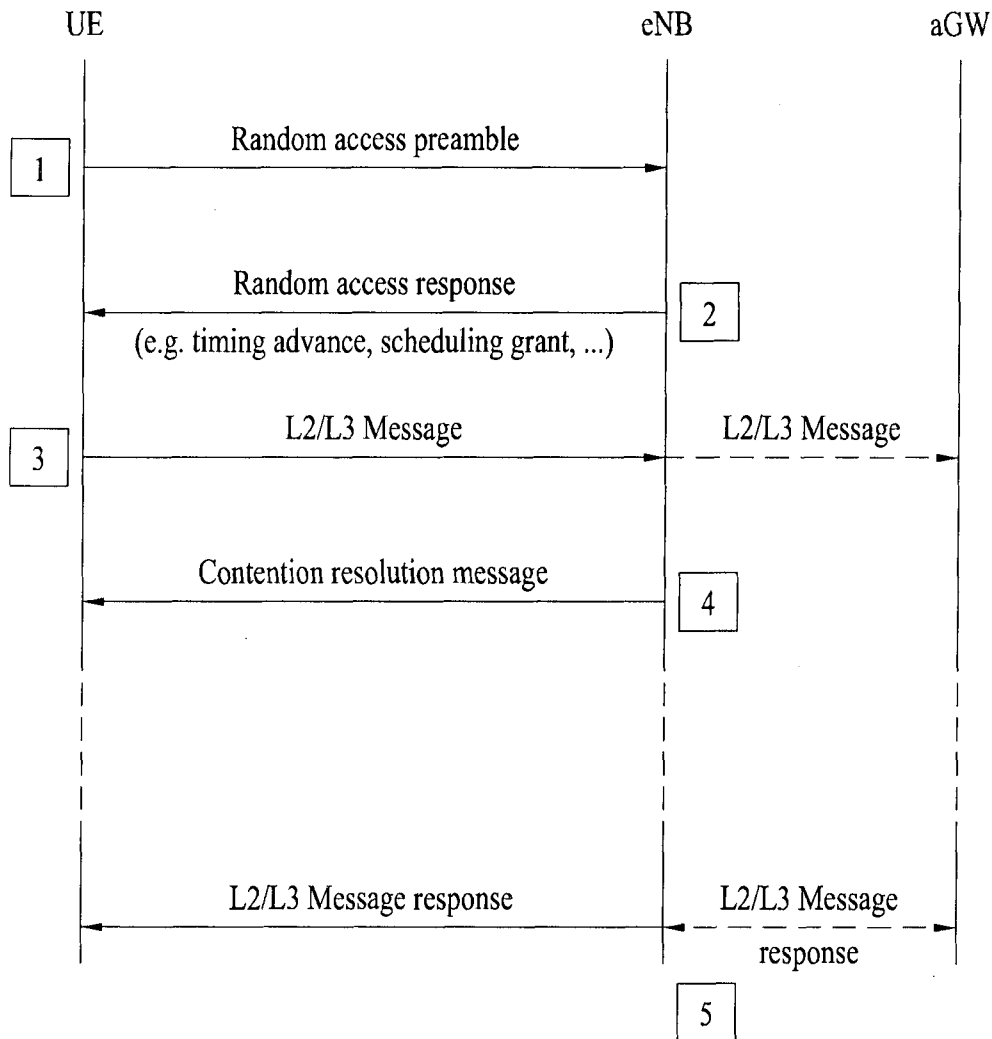 UE eNB aGW
Random access preamble
1
Random access response
2
(e.g. timing advance, scheduling grant, ...)
L2/L3 Message L2/L3 Message
3
Contention resolution message
4
L2/L3 Message response L2/L3 Message
response
5